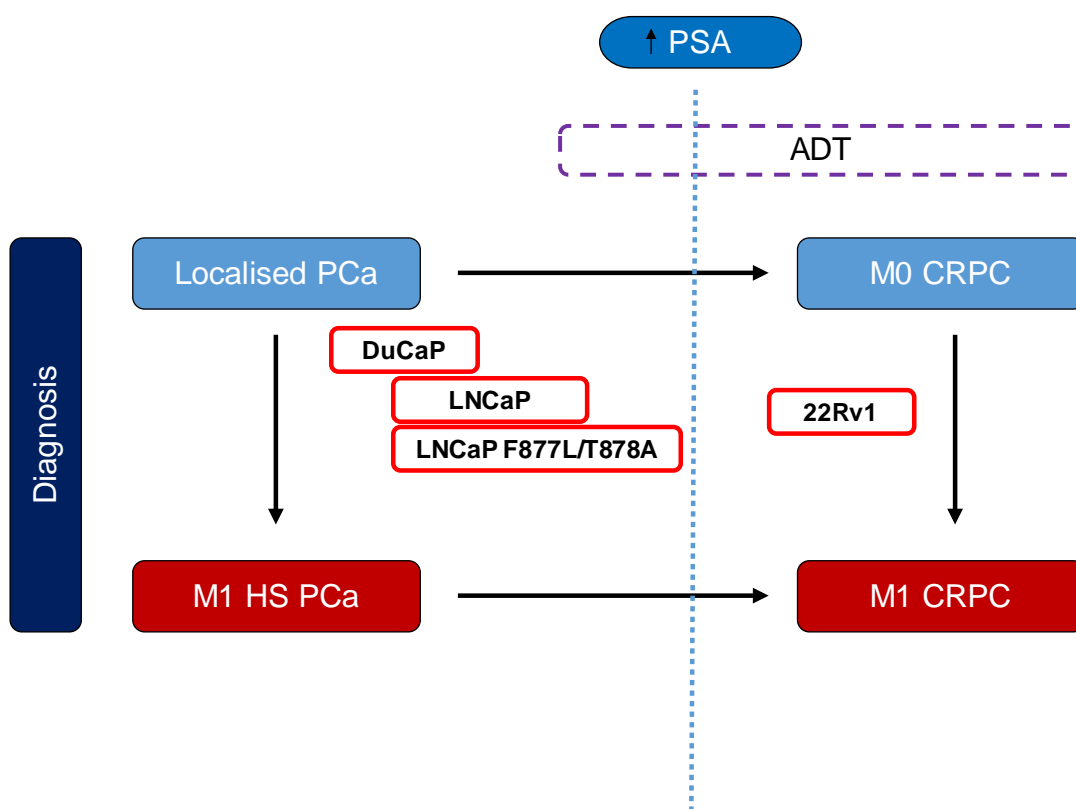 ↑ PSA
ADT
Diagnosis
Localised PCa
M0 CRPC
DuCaP
LNCaP
LNCaP F877L/T878A
22Rv1
M1 HS PCa
M1 CRPC